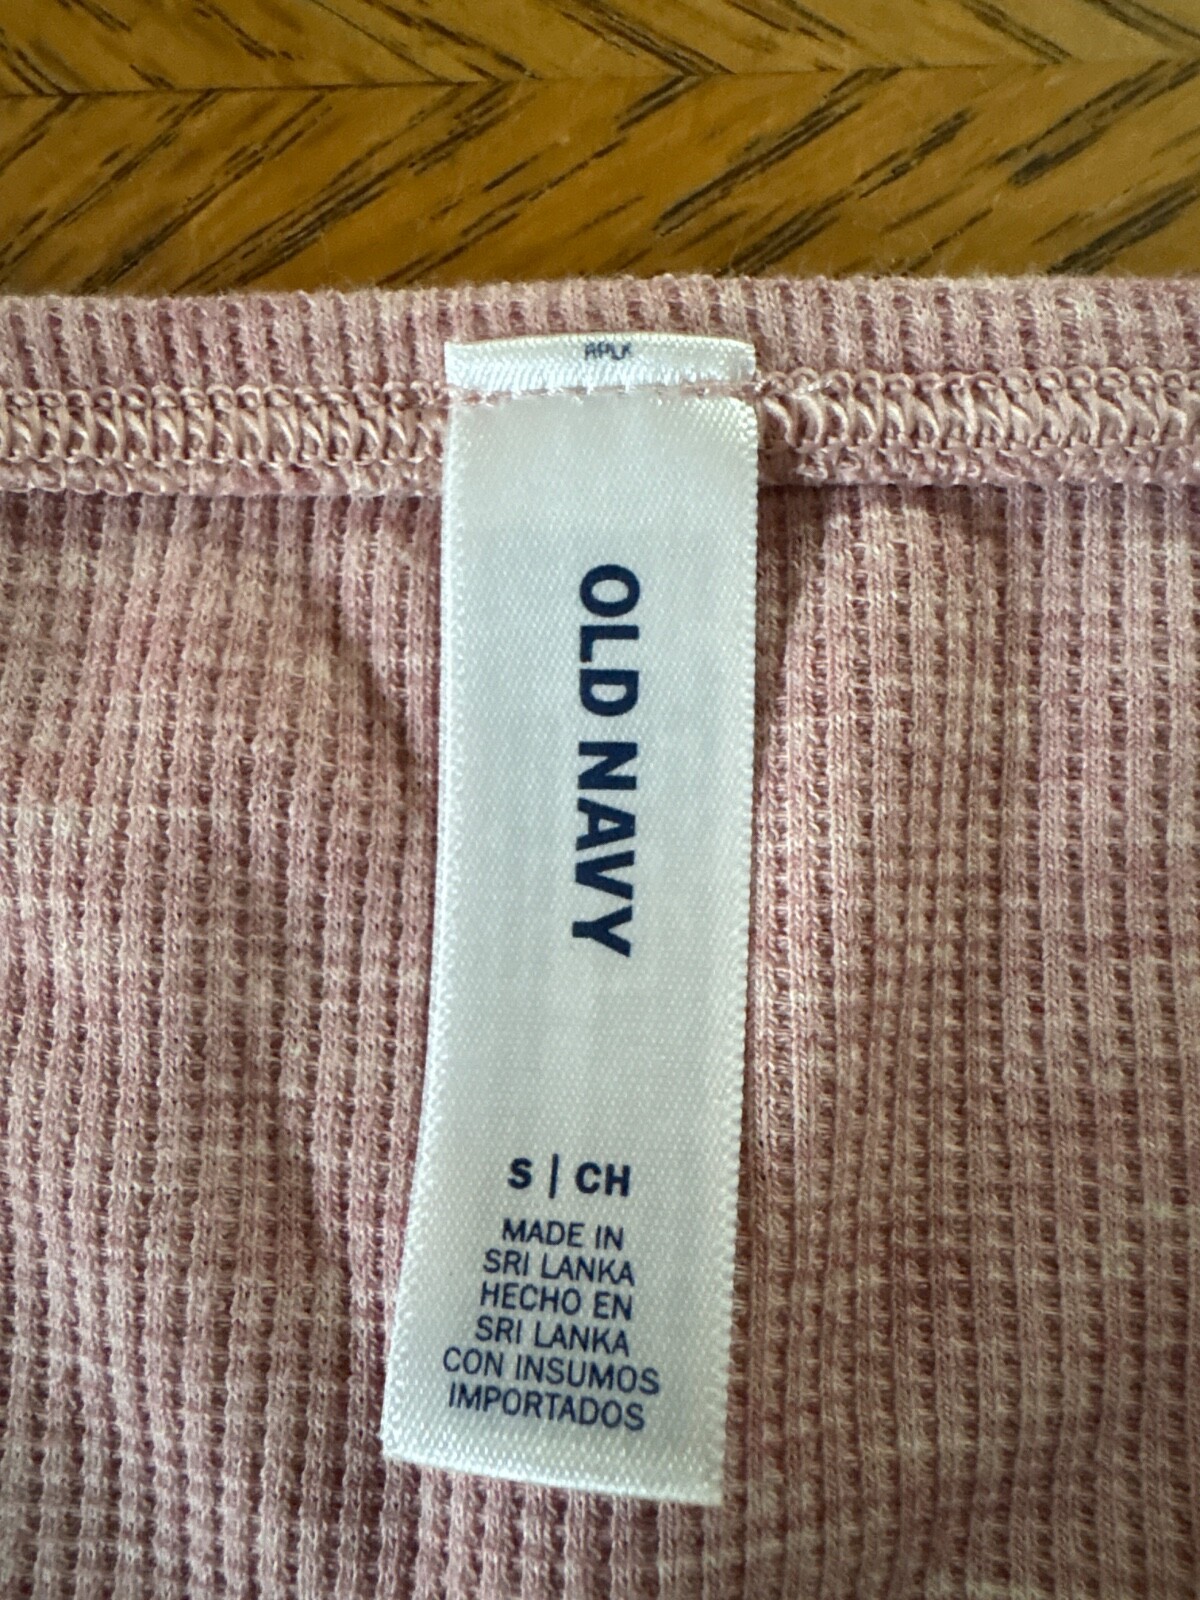 OLD NAVY
S | CH
MADE IN
SRI LANKA
HECHO EN
SRI LANKA
CON INSUMOS
IMPORTADOS